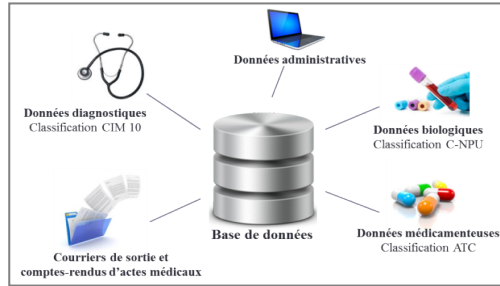 Données administratives
Données diagnostiques
Classification CIM 10
Données biologiques
Classification C-NPU
Base de données
Données médicamenteuses
Classification ATC
Courriers de sortie et
comptes-rendus d'actes médicaux